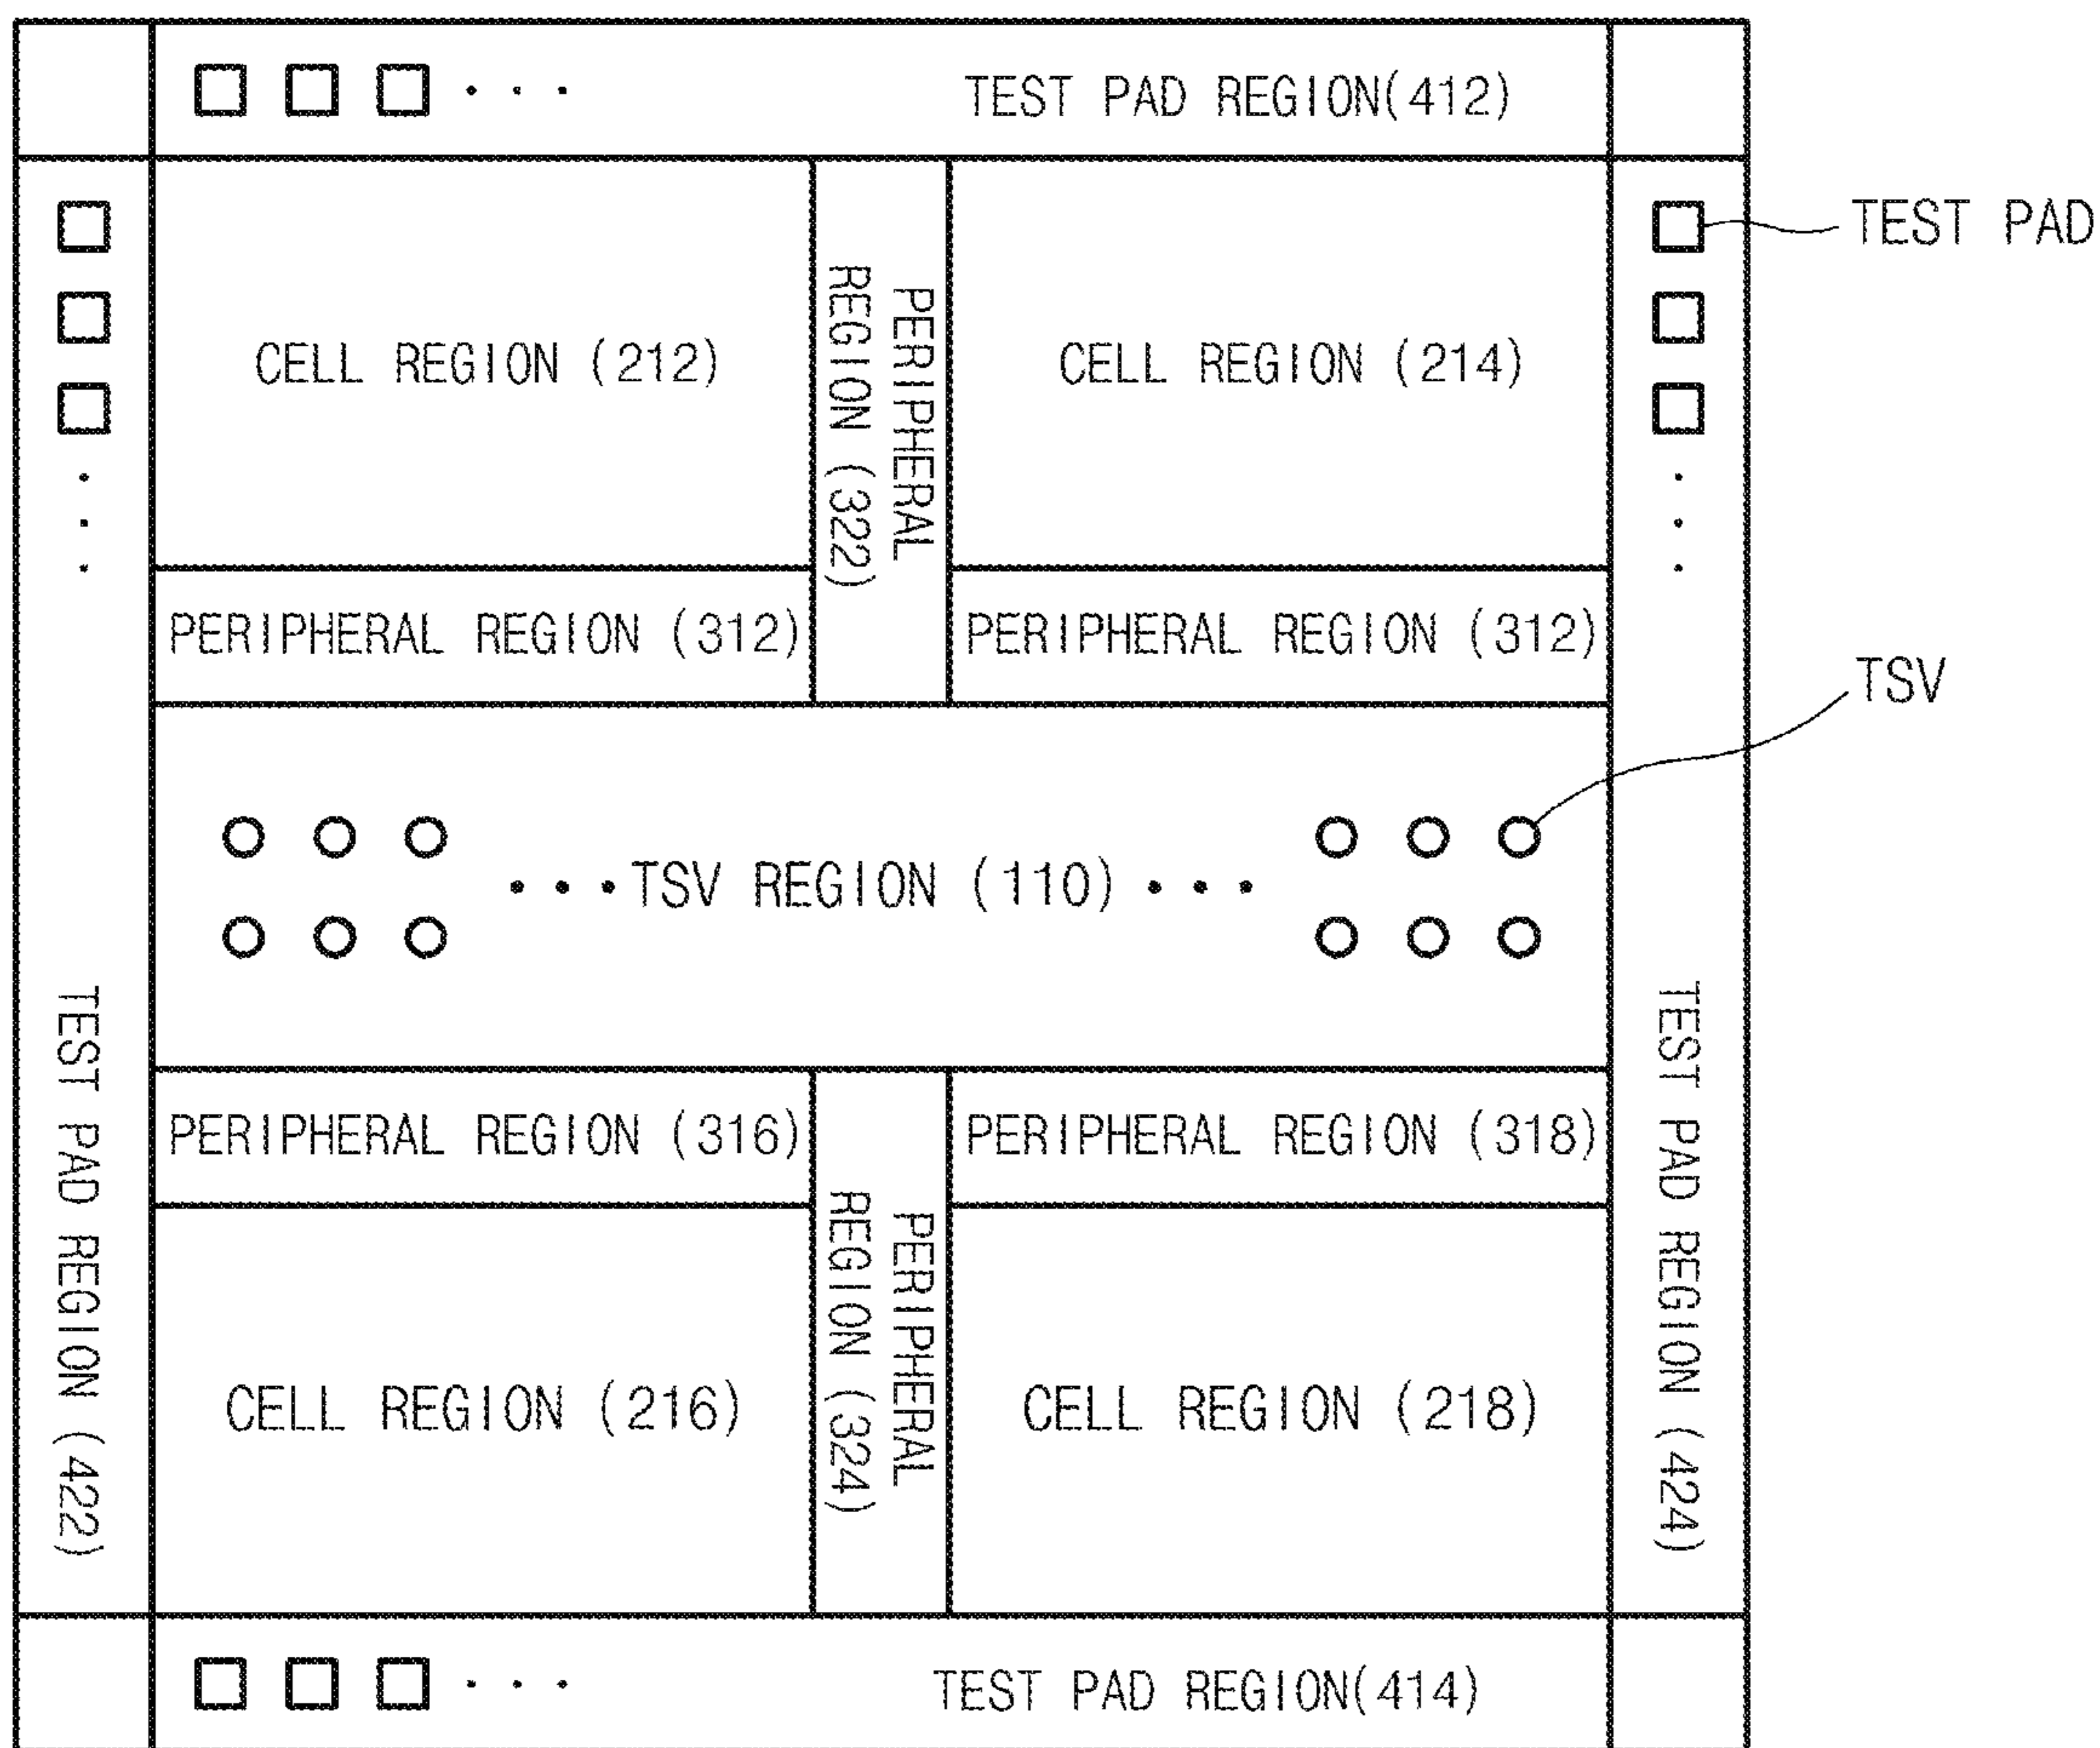 TEST PAD REGION(412)
TEST PAD
CELL REGION (212)
PERIPHERAL
REGION (322)
CELL REGION (214)
PERIPHERAL REGION (312)
PERIPHERAL REGION (312)
TSV
TSV REGION (110)
TEST PAD REGION (422)
TEST PAD REGION (424)
PERIPHERAL REGION (316)
PERIPHERAL REGION (318)
PERIPHERAL
REGION (324)
CELL REGION (216)
CELL REGION (218)
TEST PAD REGION(414)